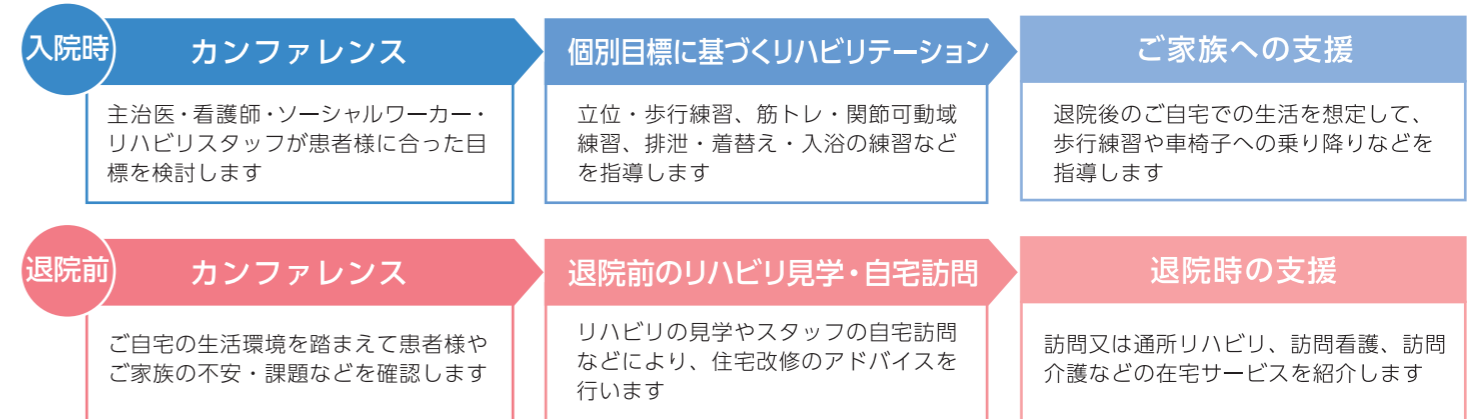 入院時
カンファレンス
主治医・看護師・ソーシャルワーカー・
リハビリスタッフが患者様に合った目
標を検討します
個別目標に基づくリハビリテーション
立位・歩行練習、筋トレ・関節可動域
練習、排泄・着替え・入浴の練習など
を指導します
ご家族への支援
退院後のご自宅での生活を想定して、
歩行練習や車椅子への乗り降りなどを
指導します
退院前
カンファレンス
ご自宅の生活環境を踏まえて患者様や
ご家族の不安・課題などを確認します
退院前のリハビリ見学・自宅訪問
リハビリの見学やスタッフの自宅訪問
などにより、住宅改修のアドバイスを
行います
退院時の支援
訪問又は通所リハビリ、訪問看護、訪問
介護などの在宅サービスを紹介します